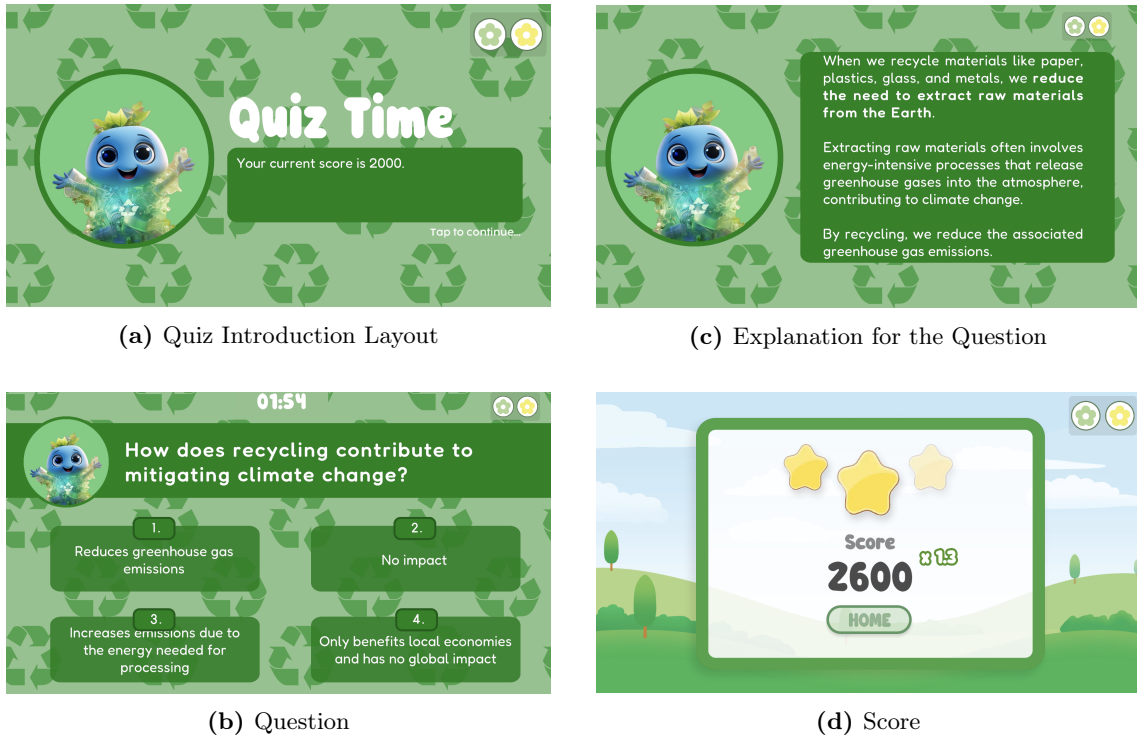 Quiz Time
Your current score is 2000.
Tap to continue...
(a) Quiz Introduction Layout
When we recycle materials like paper,
plastics, glass, and metals, we reduce
the need to extract raw materials
from the Earth.
Extracting raw materials often involves
energy-intensive processes that release
greenhouse gases into the atmosphere,
contributing to climate change.
By recycling, we reduce the associated
greenhouse gas emissions.
(c) Explanation for the Question
01:54
How does recycling contribute to
mitigating climate change?
1.
Reduces greenhouse gas
emissions
2.
No impact
3.
Increases emissions due to
the energy needed for
processing
4.
Only benefits local economies
and has no global impact
(b) Question
Score
2600
x 1.3
HOME
(d) Score